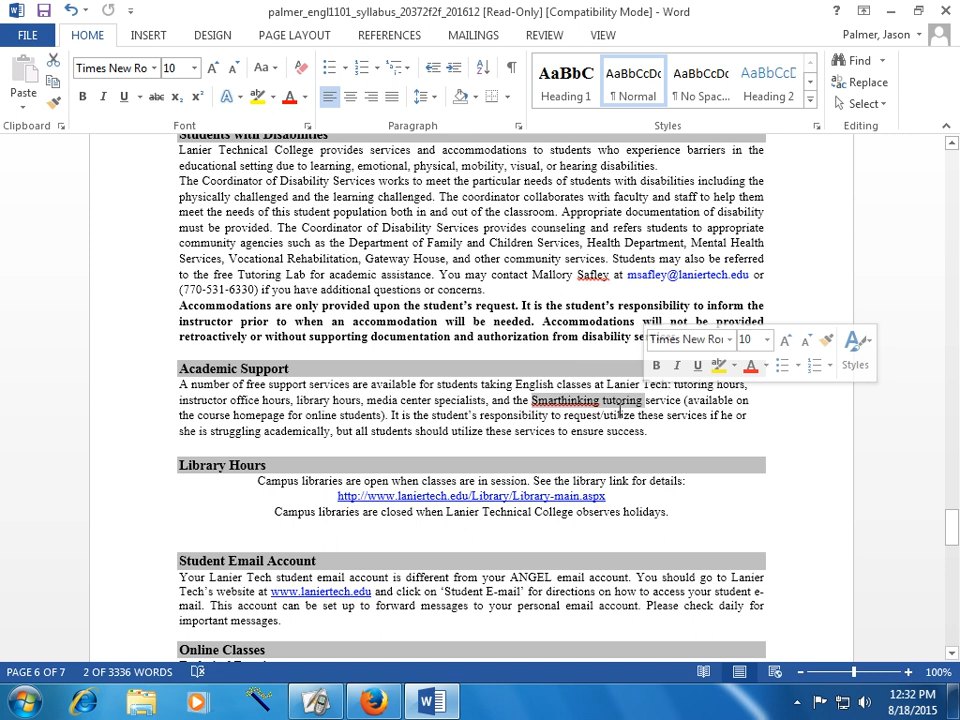 palmer_engl1101_syllabus_20372f2f_201612 [Read-Only] [Compatibility Mode] - Word
FILE HOME INSERT DESIGN PAGE LAYOUT REFERENCES MAILINGS REVIEW VIEW Palmer, Jason
Paste
Times New Ro 10 Aa
B I U abc X₂ X² A A
AaBbC AaBbCcDc AaBbCcDc AaBbCcDc
Heading 1 ¶ Normal ¶ No Spac... Heading 2
Find
Replace
Select
Clipboard Font Paragraph Styles Editing
Students with Disabilities
Lanier Technical College provides services and accommodations to students who experience barriers in the
educational setting due to learning, emotional, physical, mobility, visual, or hearing disabilities.
The Coordinator of Disability Services works to meet the particular needs of students with disabilities including the
physically challenged and the learning challenged. The coordinator collaborates with faculty and staff to help them
meet the needs of this student population both in and out of the classroom. Appropriate documentation of disability
must be provided. The Coordinator of Disability Services provides counseling and refers students to appropriate
community agencies such as the Department of Family and Children Services, Health Department, Mental Health
Services, Vocational Rehabilitation, Gateway House, and other community services. Students may also be referred
to the free Tutoring Lab for academic assistance. You may contact Mallory Safley at msafley@laniertech.edu or
(770-531-6330) if you have additional questions or concerns.
Accommodations are only provided upon the student's request. It is the student's responsibility to inform the
instructor prior to when an accommodation will be needed. Accommodations will not be provided
retroactively or without supporting documentation and authorization from disability
Times New Ro 10 A A
B I U A Styles
Academic Support
A number of free support services are available for students taking English classes at Lanier Tech: tutoring hours,
instructor office hours, library hours, media center specialists, and the Smarthinking tutoring service (available on
the course homepage for online students). It is the student's responsibility to request/utilize these services if he or
she is struggling academically, but all students should utilize these services to ensure success.
Library Hours
Campus libraries are open when classes are in session. See the library link for details:
http://www.laniertech.edu/Library/Library-main.aspx
Campus libraries are closed when Lanier Technical College observes holidays.
Student Email Account
Your Lanier Tech student email account is different from your ANGEL email account. You should go to Lanier
Tech's website at www.laniertech.edu and click on 'Student E-mail' for directions on how to access your student e-
mail. This account can be set up to forward messages to your personal email account. Please check daily for
important messages.
Online Classes
PAGE 6 OF 7 2 OF 3336 WORDS 100%
12:32 PM
8/18/2015